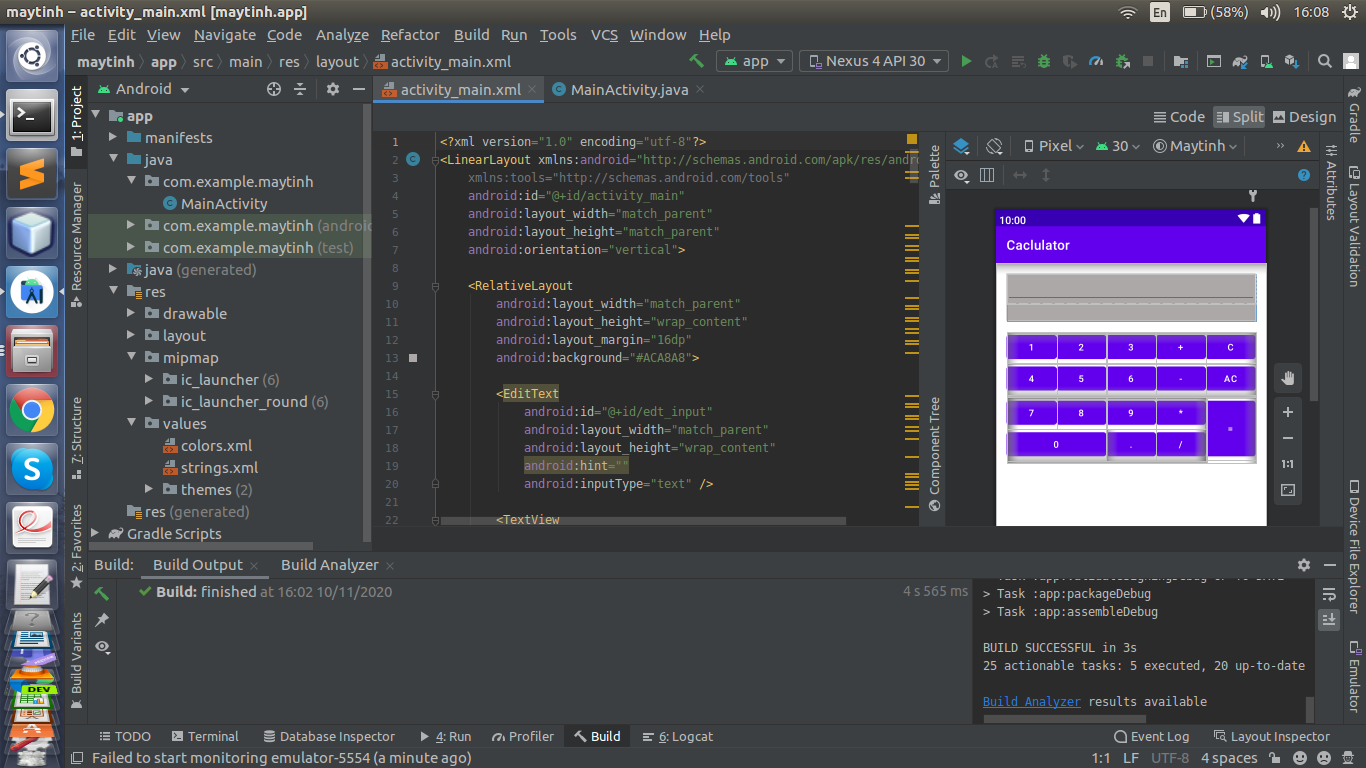 maytinh – activity_main.xml [maytinh.app]
En (58%) 16:08
File Edit View Navigate Code Analyze Refactor Build Run Tools VCS Window Help
maytinh app src main res layout activity_main.xml app Nexus 4 API 30
1: Project
Resource Manager
7: Structure
2: Favorites
Build Variants
Android
app
manifests
java
com.example.maytinh
MainActivity
com.example.maytinh (androi
com.example.maytinh (test)
java (generated)
res
drawable
layout
mipmap
ic_launcher (6)
ic_launcher_round (6)
values
colors.xml
strings.xml
themes (2)
res (generated)
Gradle Scripts
activity_main.xml MainActivity.java
Code Split Design
1 <?xml version="1.0" encoding="utf-8"?>
2 <LinearLayout xmlns:android="http://schemas.android.com/apk/res/andr
3 xmlns:tools="http://schemas.android.com/tools"
4 android:id="@+id/activity_main"
5 android:layout_width="match_parent"
6 android:layout_height="match_parent"
7 android:orientation="vertical">
8
9 <RelativeLayout
10 android:layout_width="match_parent"
11 android:layout_height="wrap_content"
12 android:layout_margin="16dp"
13 android:background="#ACA8A8">
14
15 <EditText
16 android:id="@+id/edt_input"
17 android:layout_width="match_parent"
18 android:layout_height="wrap_content"
19 android:hint=""
20 android:inputType="text" />
21
22 <TextView
Palette
Component Tree
Pixel 30 Maytinh
10:00
Caclulator
1 2 3 + C
4 5 6 - AC
7 8 9 * =
0 . /
1:1
Attributes
Gradle
Layout Validation
Device File Explorer
Emulator
Build: Build Output Build Analyzer
Build: finished at 16:02 10/11/2020 4 s 565 ms
> Task :app:packageDebug
> Task :app:assembleDebug
BUILD SUCCESSFUL in 3s
25 actionable tasks: 5 executed, 20 up-to-date
Build Analyzer results available
DEV
TODO Terminal Database Inspector 4: Run Profiler Build 6: Logcat Event Log Layout Inspector
Failed to start monitoring emulator-5554 (a minute ago) 1:1 LF UTF-8 4 spaces